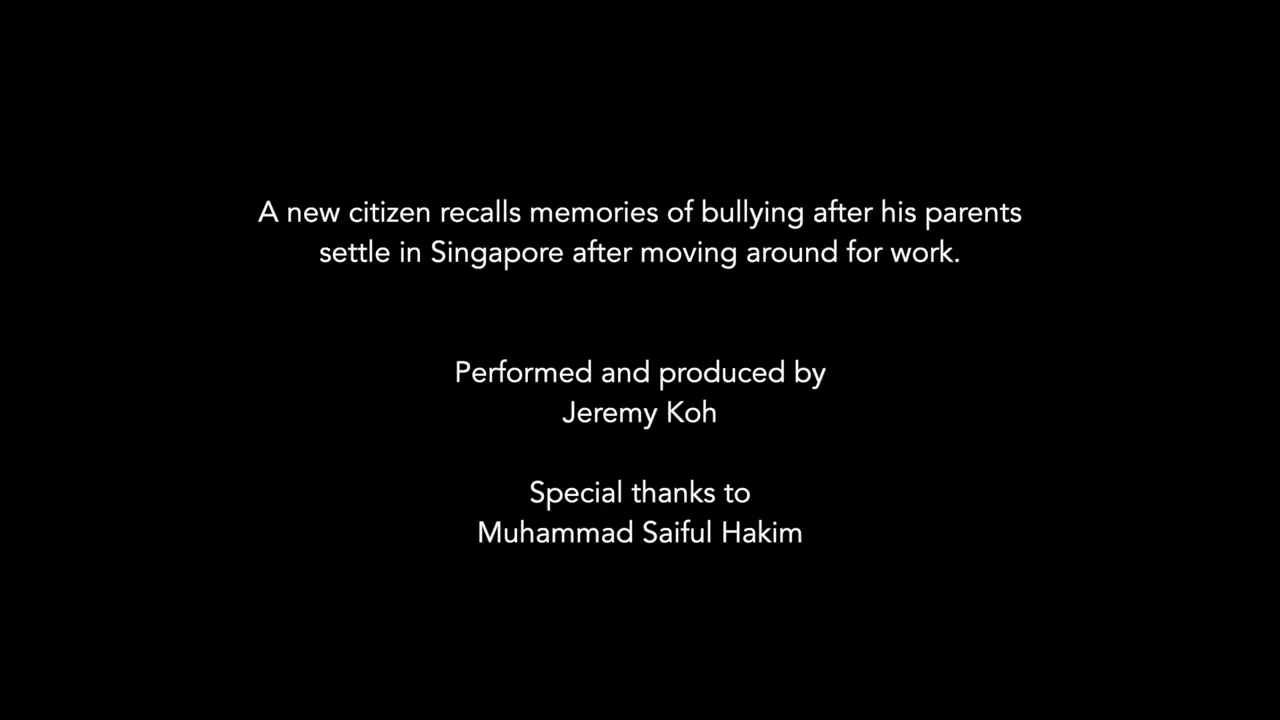 A new citizen recalls memories of bullying after his parents
settle in Singapore after moving around for work.
Performed and produced by
Jeremy Koh
Special thanks to
Muhammad Saiful Hakim